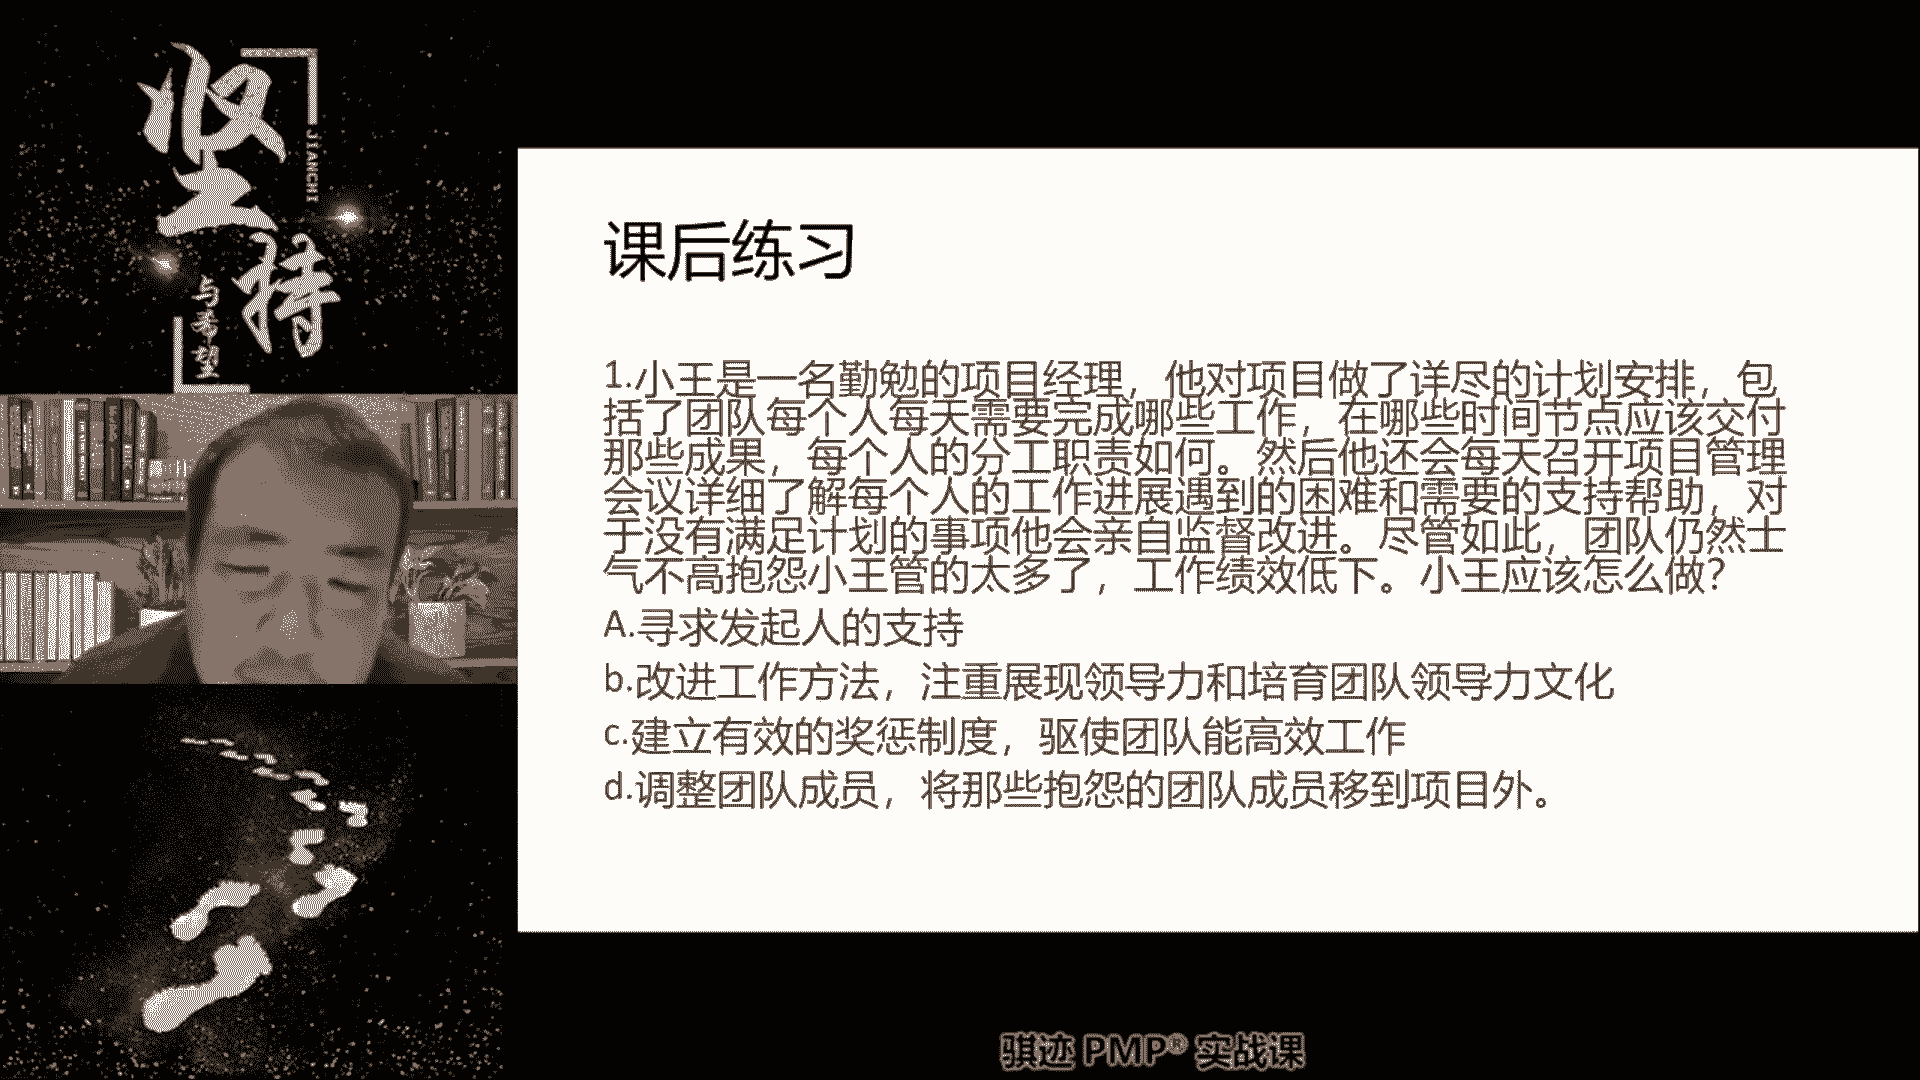 坚持
JIANCHI
与希望
课后练习
1.小王是一名勤勉的项目经理，他对项目做了详尽的计划安排，包
括了团队每个人每天需要完成哪些工作，在哪些时间节点应该交付
那些成果，每个人的分工职责如何。然后他还会每天召开项目管理
会议详细了解每个人的工作进展遇到的困难和需要的支持帮助，对
于没有满足计划的事项他会亲自监督改进。尽管如此，团队仍然士
气不高抱怨小王管的太多了，工作绩效低下。小王应该怎么做？
A.寻求发起人的支持
b.改进工作方法，注重展现领导力和培育团队领导力文化
c.建立有效的奖惩制度，驱使团队能高效工作
d.调整团队成员，将那些抱怨的团队成员移到项目外。
骐迹 PMP® 实战课